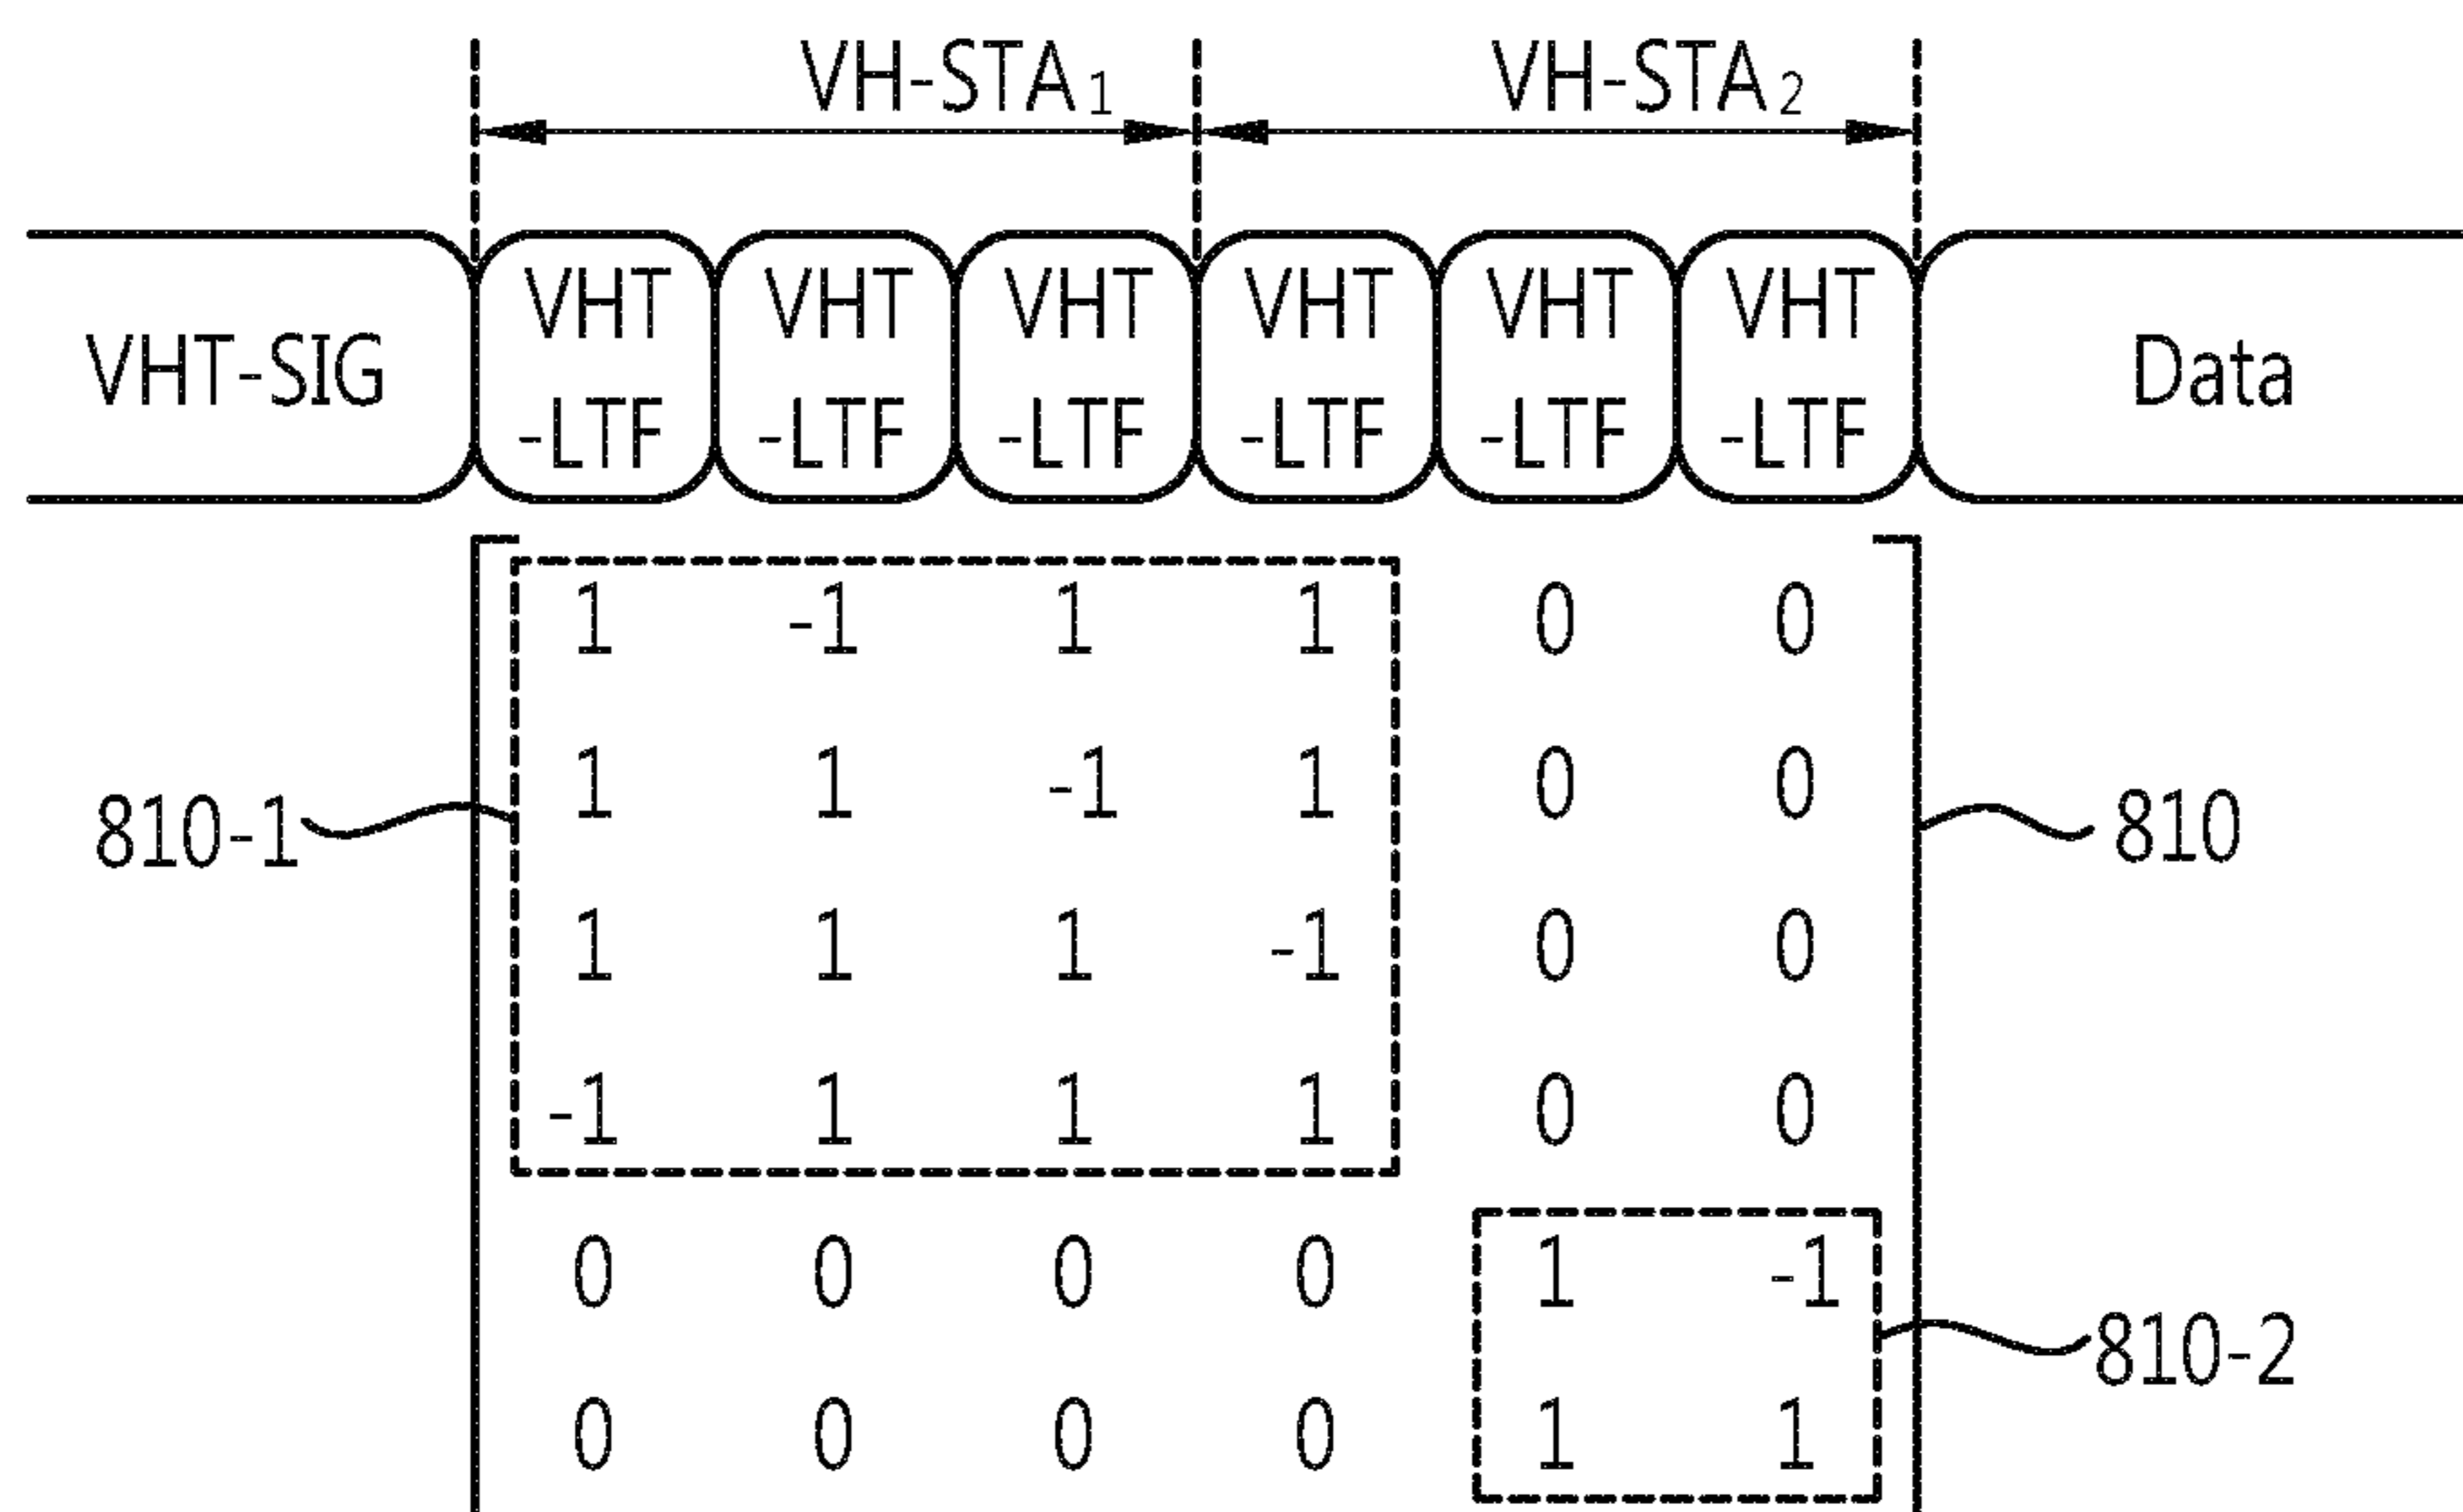 VH-STA1 VH-STA2
VHT-SIG VHT -LTF VHT -LTF VHT -LTF VHT -LTF VHT -LTF VHT -LTF Data
1 -1 1 1 0 0
1 1 -1 1 0 0
810-1 810
1 1 1 -1 0 0
-1 1 1 1 0 0
0 0 0 0 1 -1
810-2
0 0 0 0 1 1